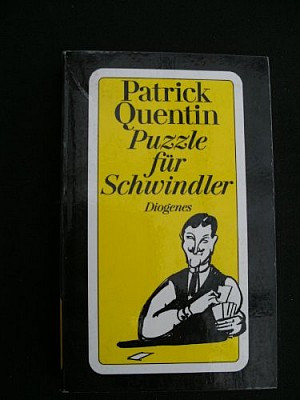 Patrick
Quentin
Puzzle
für
Schwindler
Diogenes